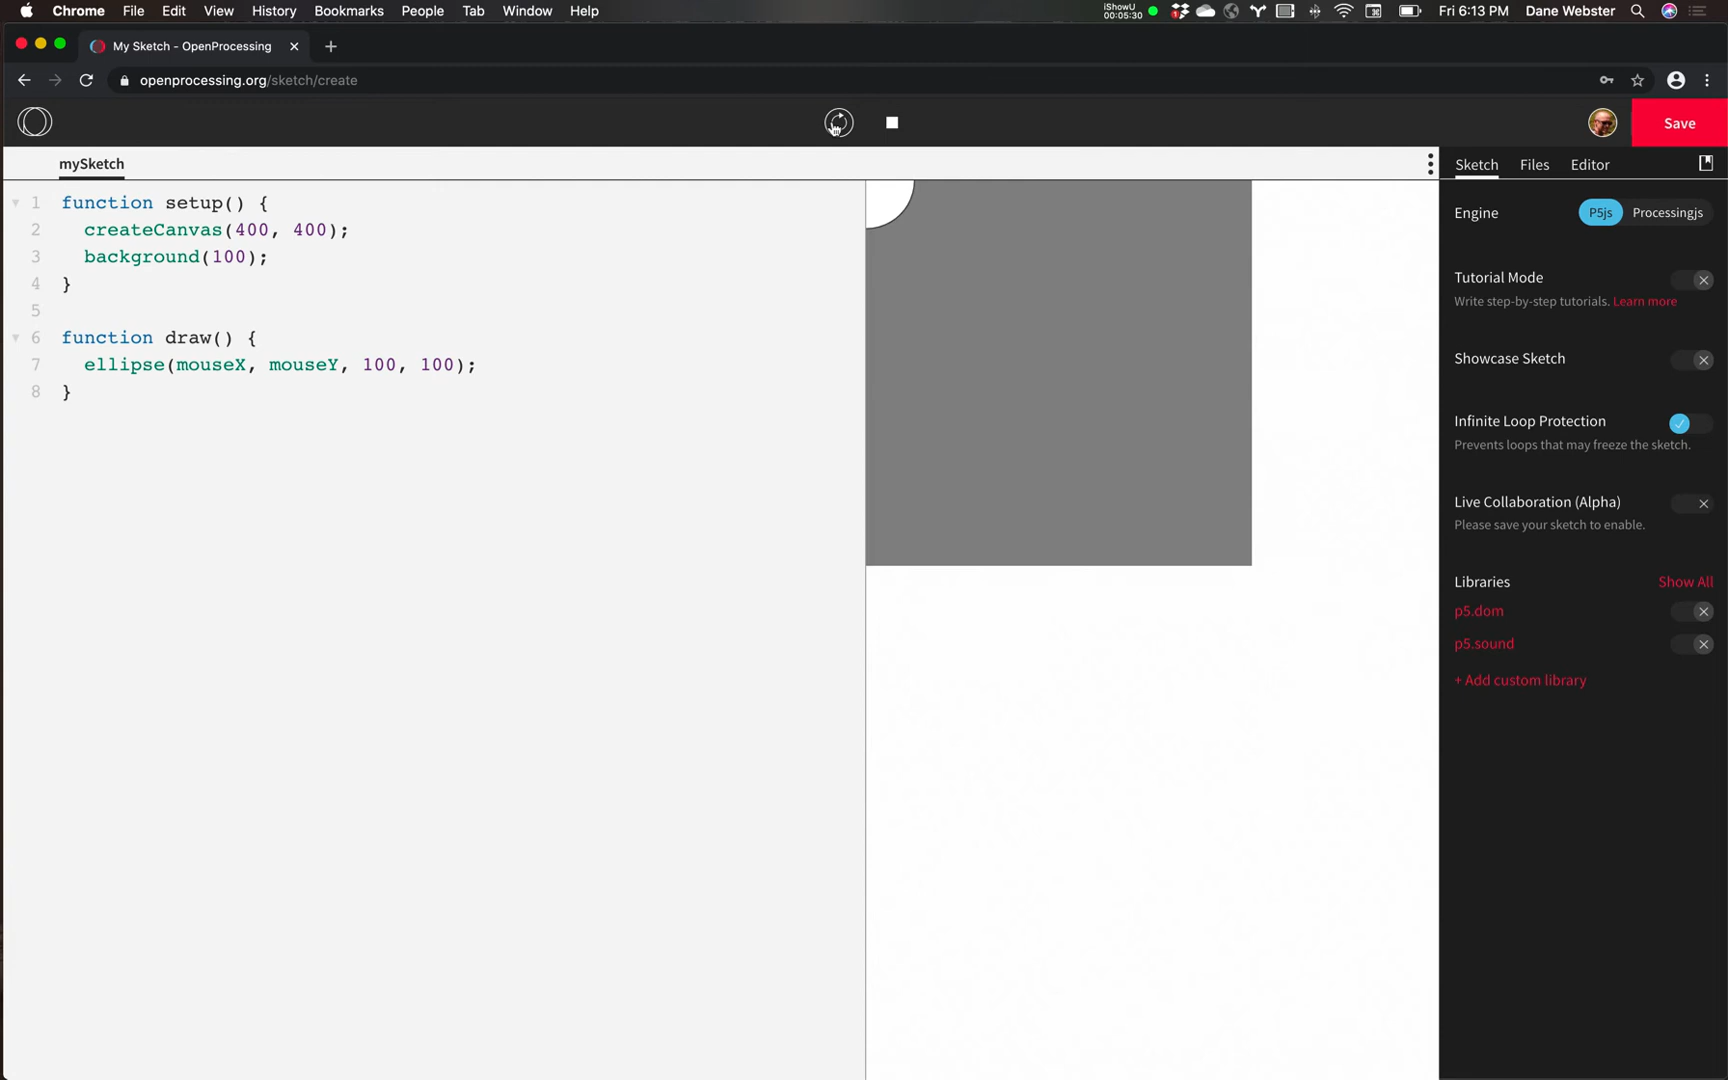 Chrome File Edit View History Bookmarks People Tab Window Help iShowU 00:05:30 Fri 6:13 PM Dane Webster
My Sketch - OpenProcessing
openprocessing.org/sketch/create
Save
mySketch
Sketch Files Editor
1 function setup() {
2 createCanvas(400, 400);
3 background(100);
4 }
5
6 function draw() {
7 ellipse(mouseX, mouseY, 100, 100);
8 }
Engine P5js Processingjs
Tutorial Mode
Write step-by-step tutorials. Learn more
Showcase Sketch
Infinite Loop Protection
Prevents loops that may freeze the sketch.
Live Collaboration (Alpha)
Please save your sketch to enable.
Libraries Show All
p5.dom
p5.sound
+ Add custom library